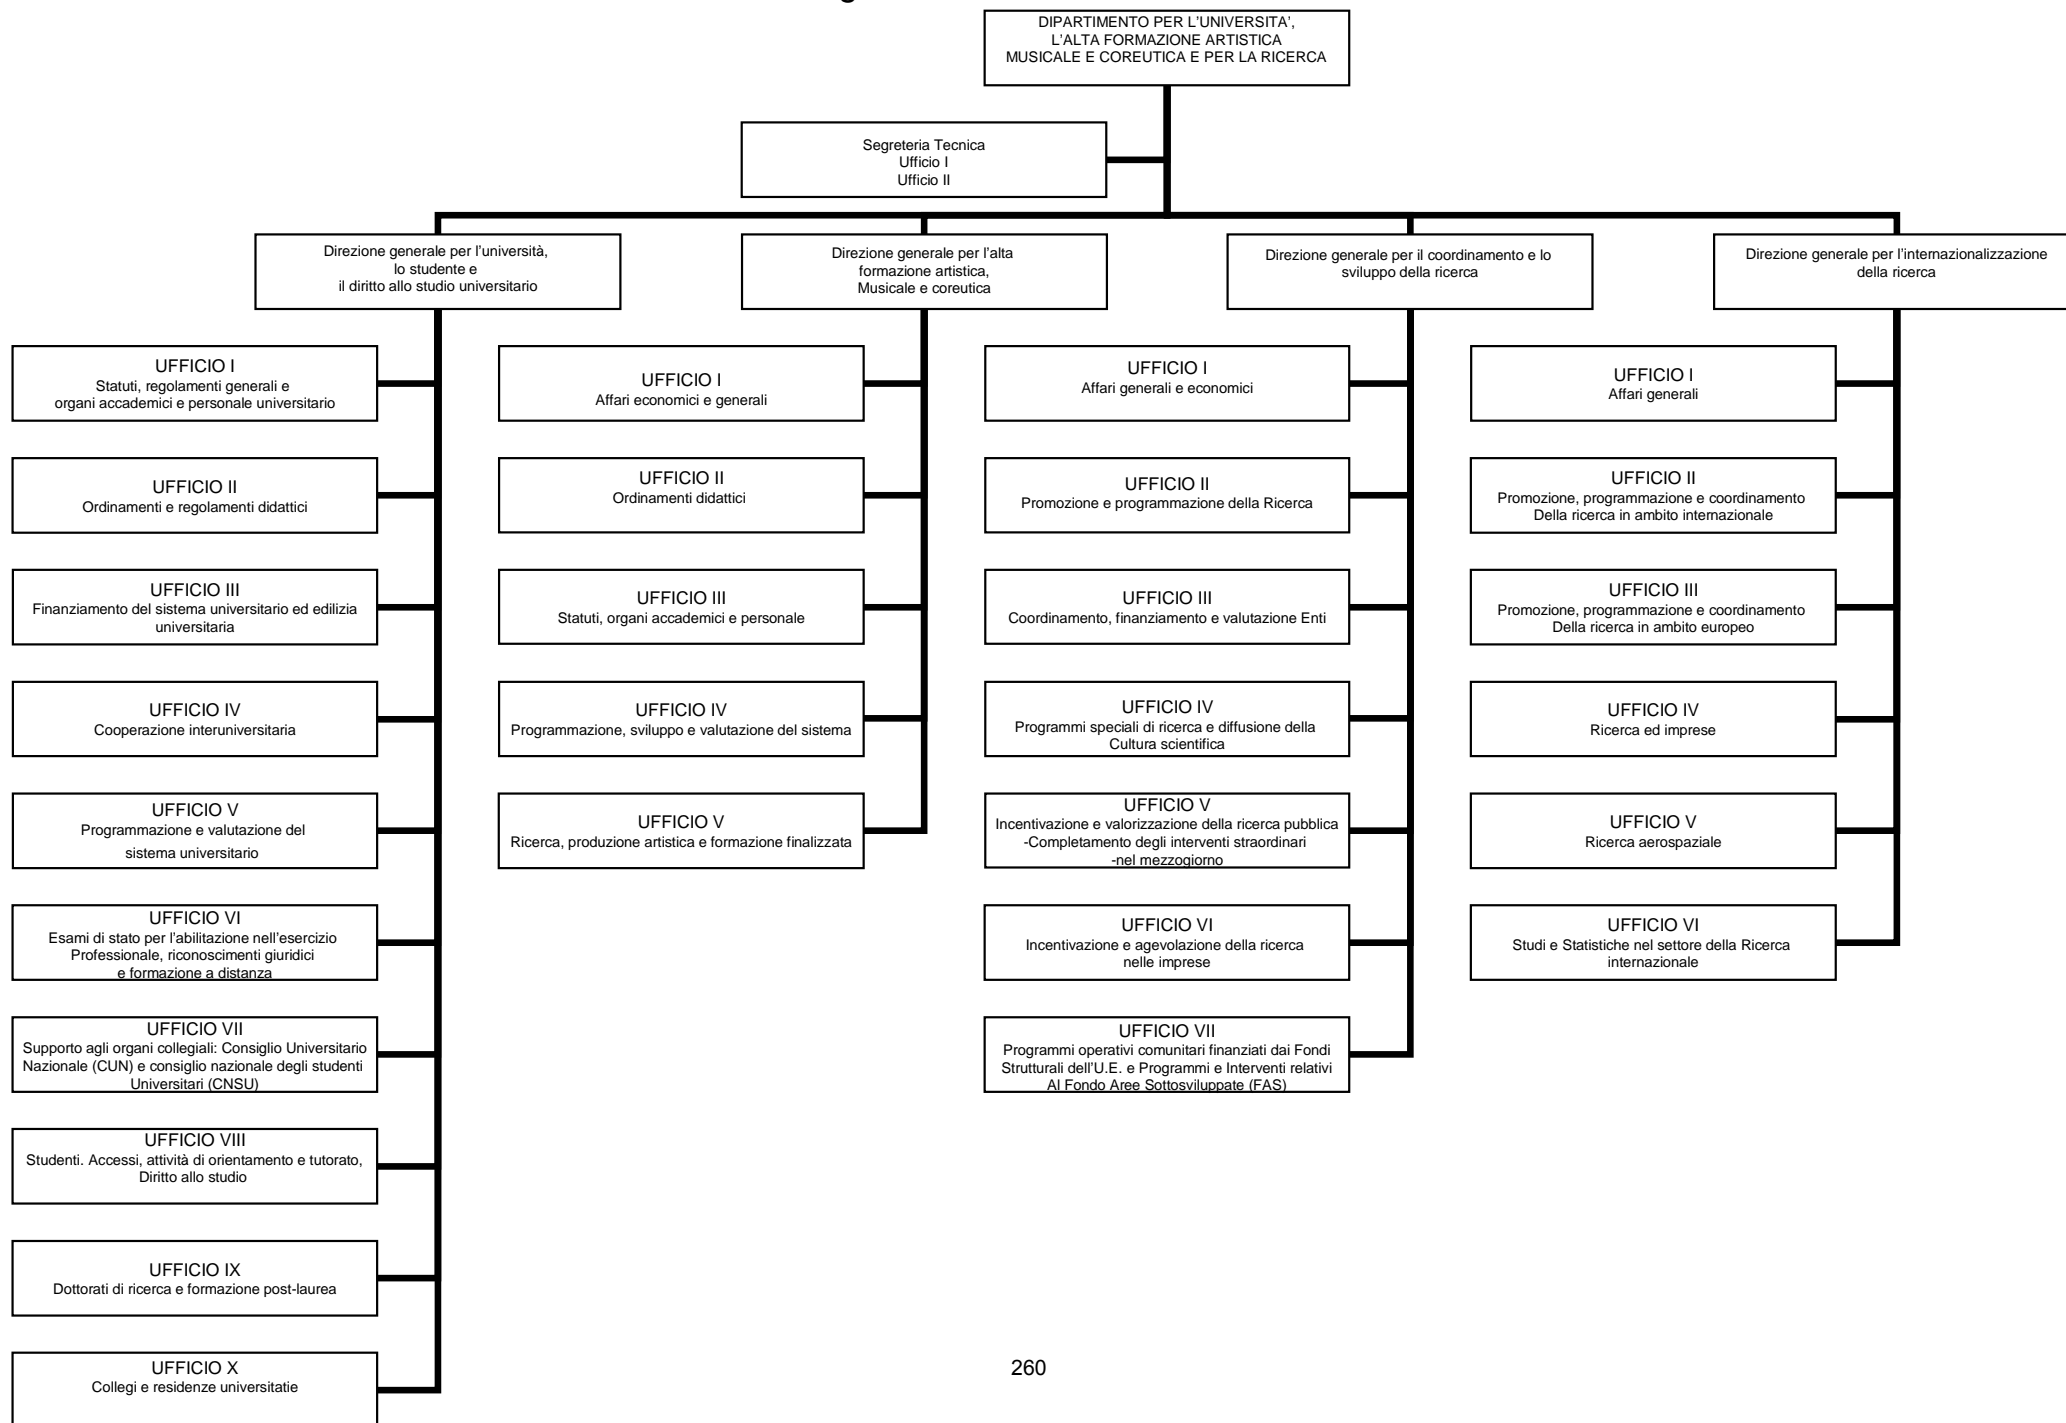 DIPARTIMENTO PER L'UNIVERSITA',
L'ALTA FORMAZIONE ARTISTICA
MUSICALE E COREUTICA E PER LA RICERCA
Segreteria Tecnica
Ufficio I
Ufficio II
Direzione generale per l'università,
lo studente e
il diritto allo studio universitario
UFFICIO I
Statuti, regolamenti generali e
organi accademici e personale universitario
UFFICIO II
Ordinamenti e regolamenti didattici
UFFICIO III
Finanziamento del sistema universitario ed edilizia
universitaria
UFFICIO IV
Cooperazione interuniversitaria
UFFICIO V
Programmazione e valutazione del
sistema universitario
UFFICIO VI
Esami di stato per l'abilitazione nell'esercizio
Professionale, riconoscimenti giuridici
e formazione a distanza
UFFICIO VII
Supporto agli organi collegiali: Consiglio Universitario
Nazionale (CUN) e consiglio nazionale degli studenti
Universitari (CNSU)
UFFICIO VIII
Studenti. Accessi, attività di orientamento e tutorato,
Diritto allo studio
UFFICIO IX
Dottorati di ricerca e formazione post-laurea
UFFICIO X
Collegi e residenze universitatie
Direzione generale per l'alta
formazione artistica,
Musicale e coreutica
UFFICIO I
Affari economici e generali
UFFICIO II
Ordinamenti didattici
UFFICIO III
Statuti, organi accademici e personale
UFFICIO IV
Programmazione, sviluppo e valutazione del sistema
UFFICIO V
Ricerca, produzione artistica e formazione finalizzata
Direzione generale per il coordinamento e lo
sviluppo della ricerca
UFFICIO I
Affari generali e economici
UFFICIO II
Promozione e programmazione della Ricerca
UFFICIO III
Coordinamento, finanziamento e valutazione Enti
UFFICIO IV
Programmi speciali di ricerca e diffusione della
Cultura scientifica
UFFICIO V
Incentivazione e valorizzazione della ricerca pubblica
-Completamento degli interventi straordinari
-nel mezzogiorno
UFFICIO VI
Incentivazione e agevolazione della ricerca
nelle imprese
UFFICIO VII
Programmi operativi comunitari finanziati dai Fondi
Strutturali dell'U.E. e Programmi e Interventi relativi
Al Fondo Aree Sottosviluppate (FAS)
Direzione generale per l'internazionalizzazione
della ricerca
UFFICIO I
Affari generali
UFFICIO II
Promozione, programmazione e coordinamento
Della ricerca in ambito internazionale
UFFICIO III
Promozione, programmazione e coordinamento
Della ricerca in ambito europeo
UFFICIO IV
Ricerca ed imprese
UFFICIO V
Ricerca aerospaziale
UFFICIO VI
Studi e Statistiche nel settore della Ricerca
internazionale
260